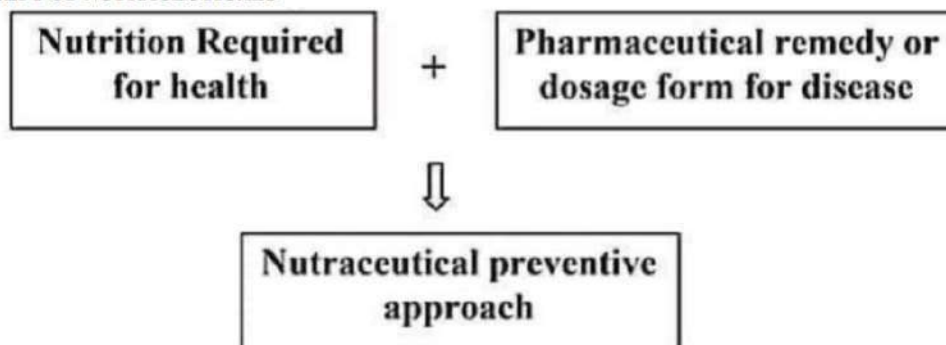 Nutrition Required
for health
+
Pharmaceutical remedy or
dosage form for disease
Nutraceutical preventive
approach